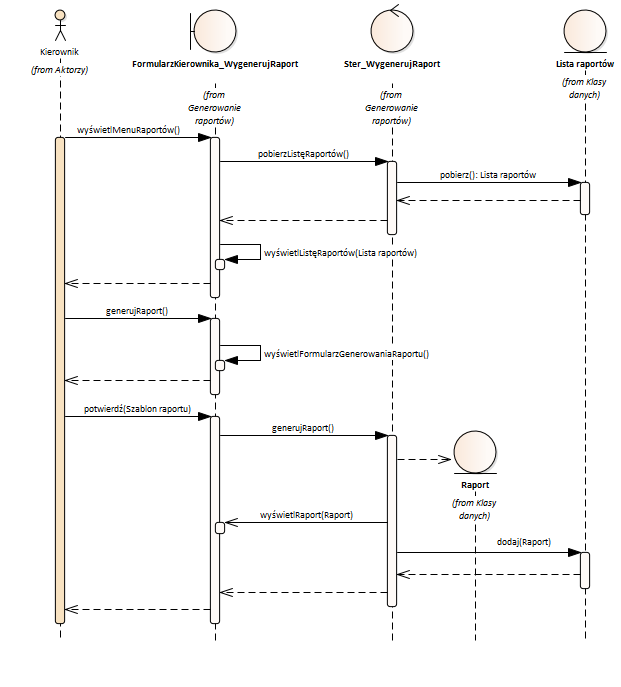 Kierownik
(from Aktorzy)
FormularzKierownika_WygenerujRaport
(from
Generowanie
raportów)
Ster_WygenerujRaport
(from
Generowanie
raportów)
Lista raportów
(from Klasy
danych)
wyświetlMenuRaportów()
pobierzListęRaportów()
pobierz(): Lista raportów
wyświetlListęRaportów(Lista raportów)
generujRaport()
wyświetlFormularzGenerowaniaRaportu()
potwierdź(Szablon raportu)
generujRaport()
Raport
(from Klasy
danych)
wyświetlRaport(Raport)
dodaj(Raport)